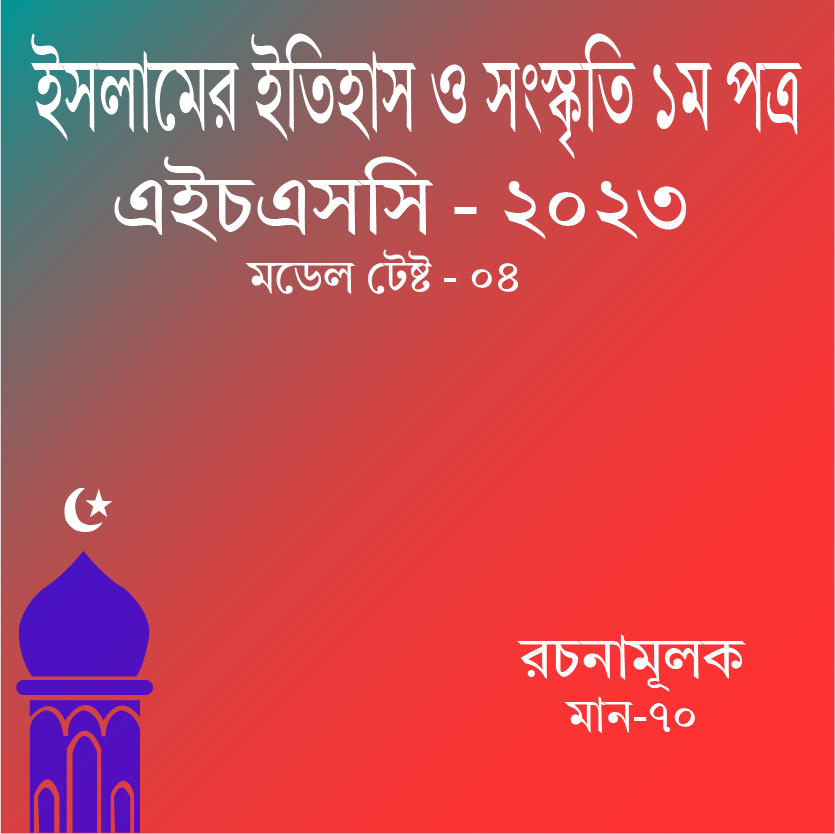 ইসলামের ইতিহাস ও সংস্কৃতি ১ম পত্র
এইচএসসি - ২০২৩
মডেল টেষ্ট - ০৪
রচনামূলক
মান-৭০